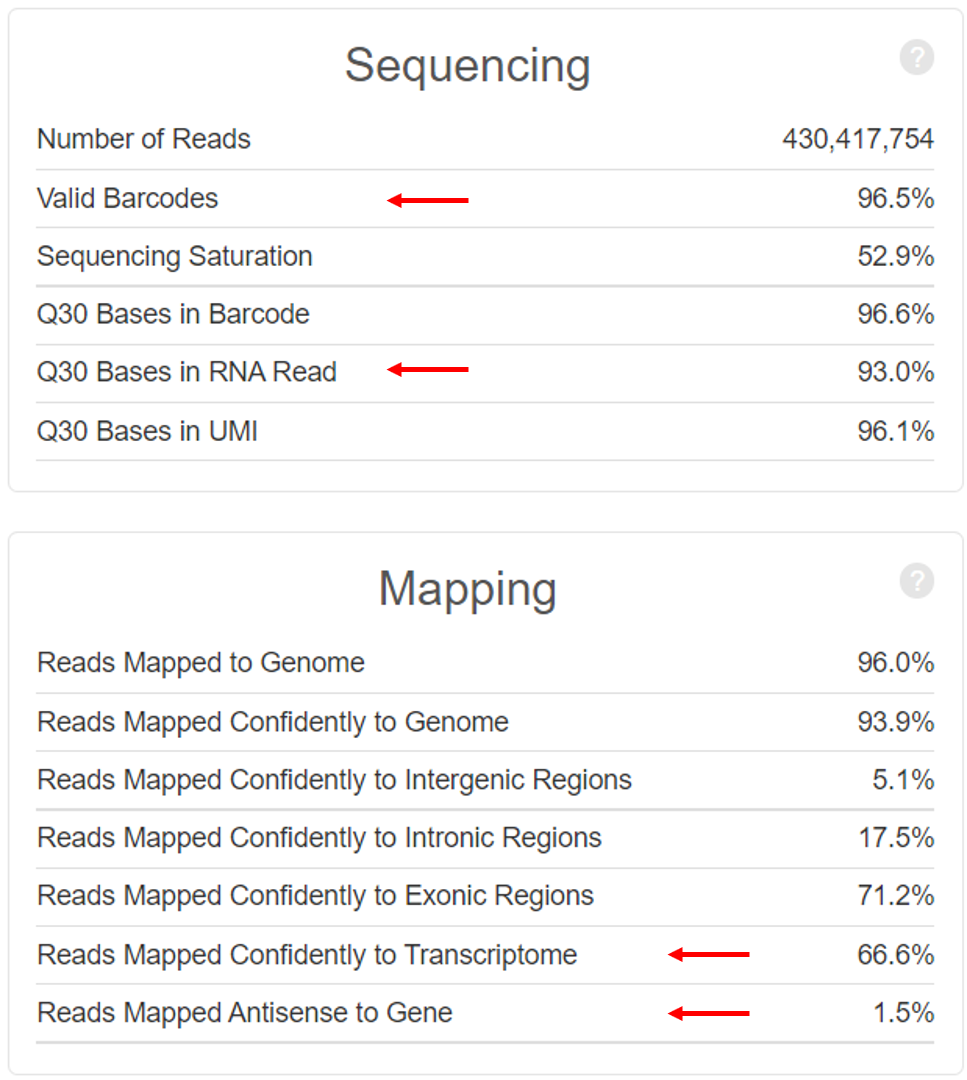 Sequencing ?
Number of Reads 430,417,754
Valid Barcodes 96.5%
Sequencing Saturation 52.9%
Q30 Bases in Barcode 96.6%
Q30 Bases in RNA Read 93.0%
Q30 Bases in UMI 96.1%
Mapping ?
Reads Mapped to Genome 96.0%
Reads Mapped Confidently to Genome 93.9%
Reads Mapped Confidently to Intergenic Regions 5.1%
Reads Mapped Confidently to Intronic Regions 17.5%
Reads Mapped Confidently to Exonic Regions 71.2%
Reads Mapped Confidently to Transcriptome 66.6%
Reads Mapped Antisense to Gene 1.5%